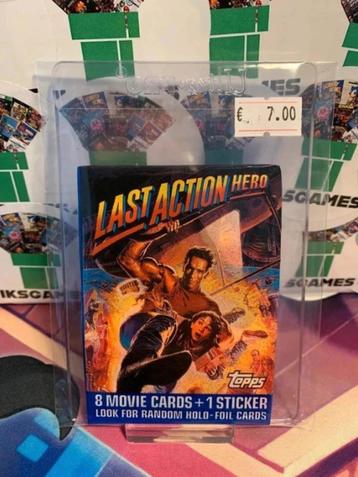 € 7.00
LAST ACTION HERO
TOPPS
8 MOVIE CARDS + 1 STICKER
LOOK FOR RANDOM HOLO-FOIL CARDS
GAMES
IKSGAMES
SGAMES